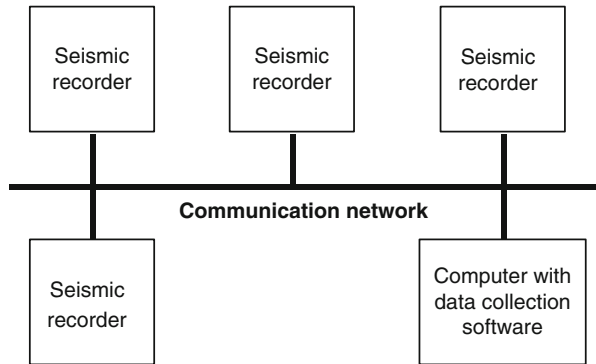 Seismic
recorder
Seismic
recorder
Seismic
recorder
Communication network
Seismic
recorder
Computer with
data collection
software